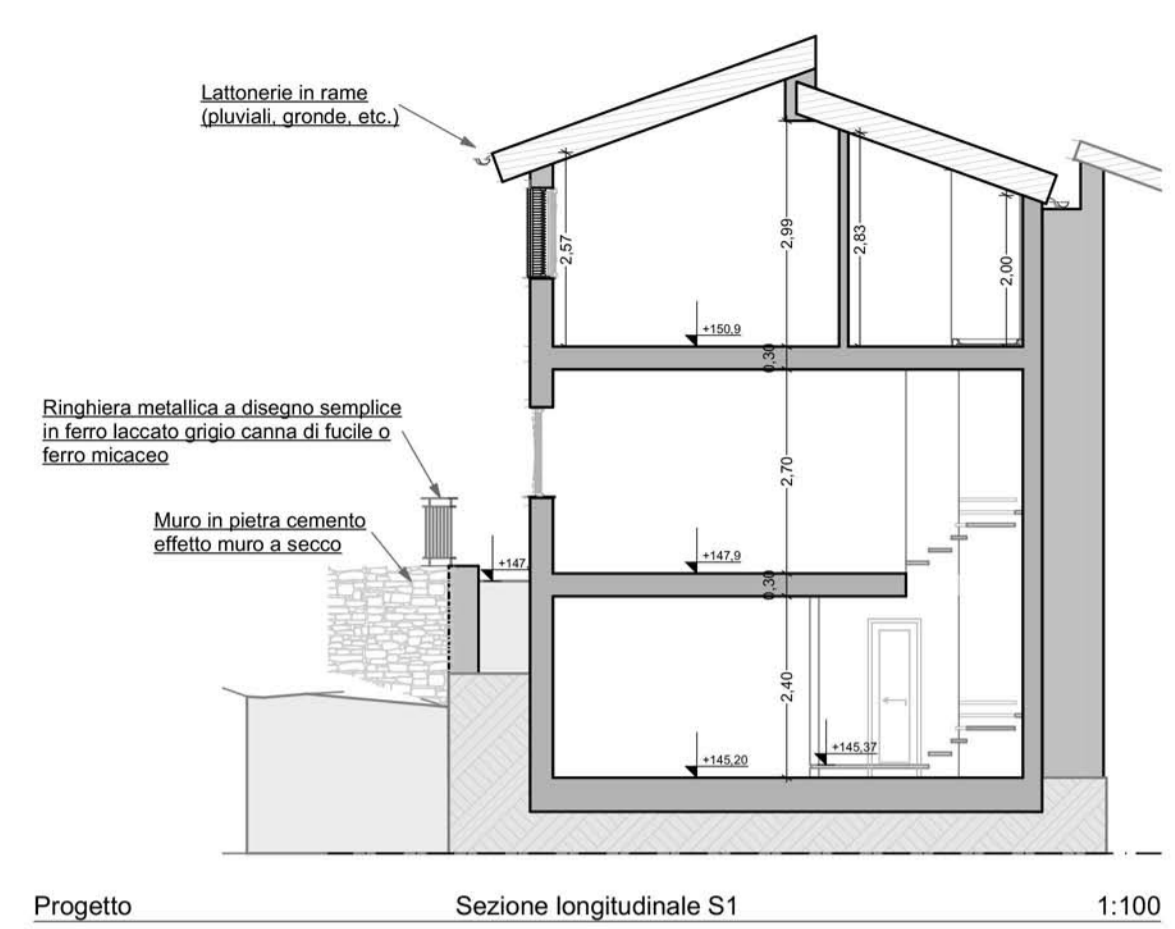 Lattonerie in rame
(pluviali, gronde, etc.)
2,57
2,99
2,83
2,00
+150,9
0,30
Ringhiera metallica a disegno semplice
in ferro laccato grigio canna di fucile o
ferro micaceo
2,70
Muro in pietra cemento
effetto muro a secco
+147,
+147,9
0,30
2,40
+145,37
+145,20
Progetto
Sezione longitudinale S1
1:100